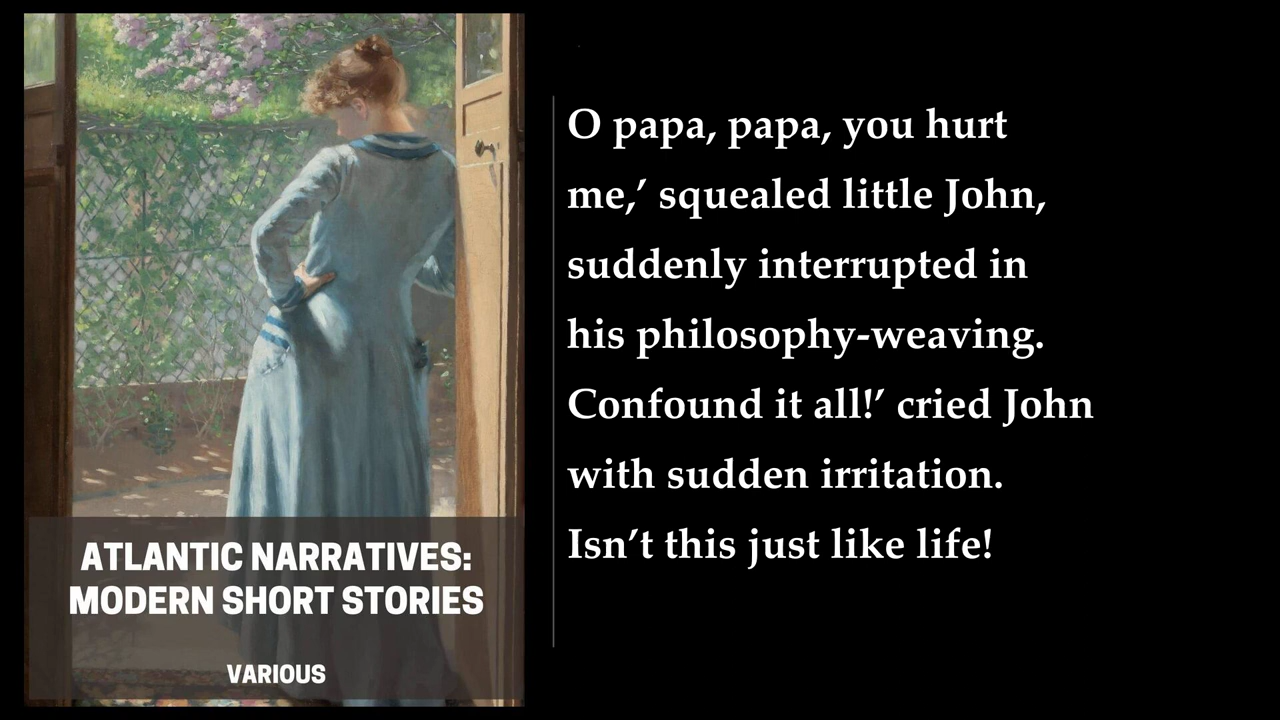 O papa, papa, you hurt
me,’ squealed little John,
suddenly interrupted in
his philosophy-weaving.
Confound it all!’ cried John
with sudden irritation.
Isn’t this just like life!
ATLANTIC NARRATIVES:
MODERN SHORT STORIES
VARIOUS